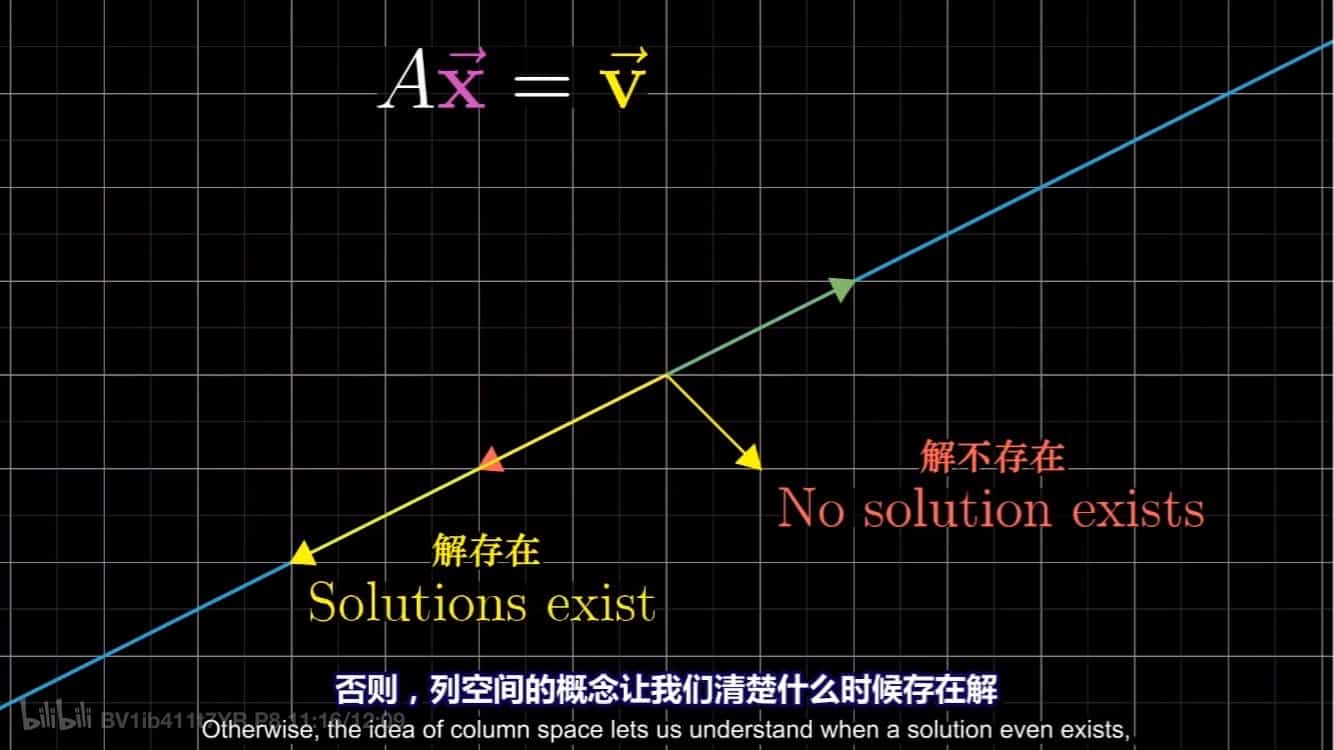 Ax⃗ = v⃗
解不存在
No solution exists
解存在
Solutions exist
否则，列空间的概念让我们清楚什么时候存在解
bilibili BV1ib411t7YR P8 11:16/12:09
Otherwise, the idea of column space lets us understand when a solution even exists,